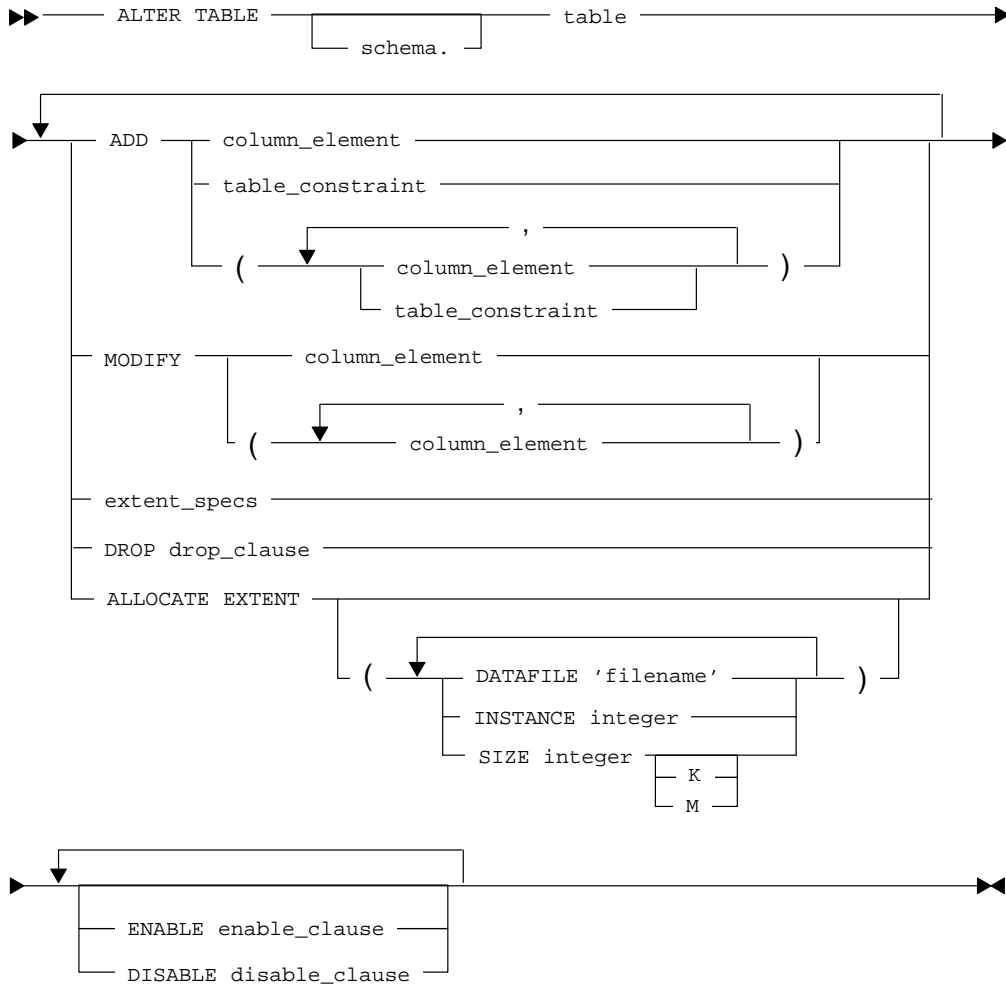 ALTER TABLE table
schema.
ADD column_element
table_constraint
,
( column_element )
table_constraint
MODIFY column_element
,
( column_element )
extent_specs
DROP drop_clause
ALLOCATE EXTENT
( DATAFILE ’filename’ )
INSTANCE integer
SIZE integer
K
M
ENABLE enable_clause
DISABLE disable_clause